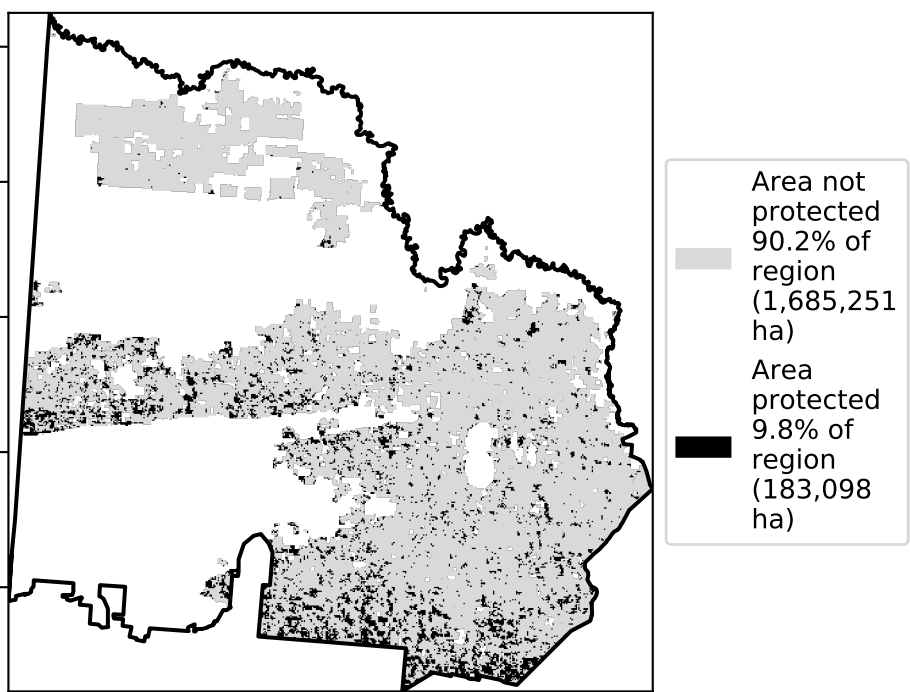 Area not
protected
90.2% of
region
(1,685,251
ha)
Area
protected
9.8% of
region
(183,098
ha)